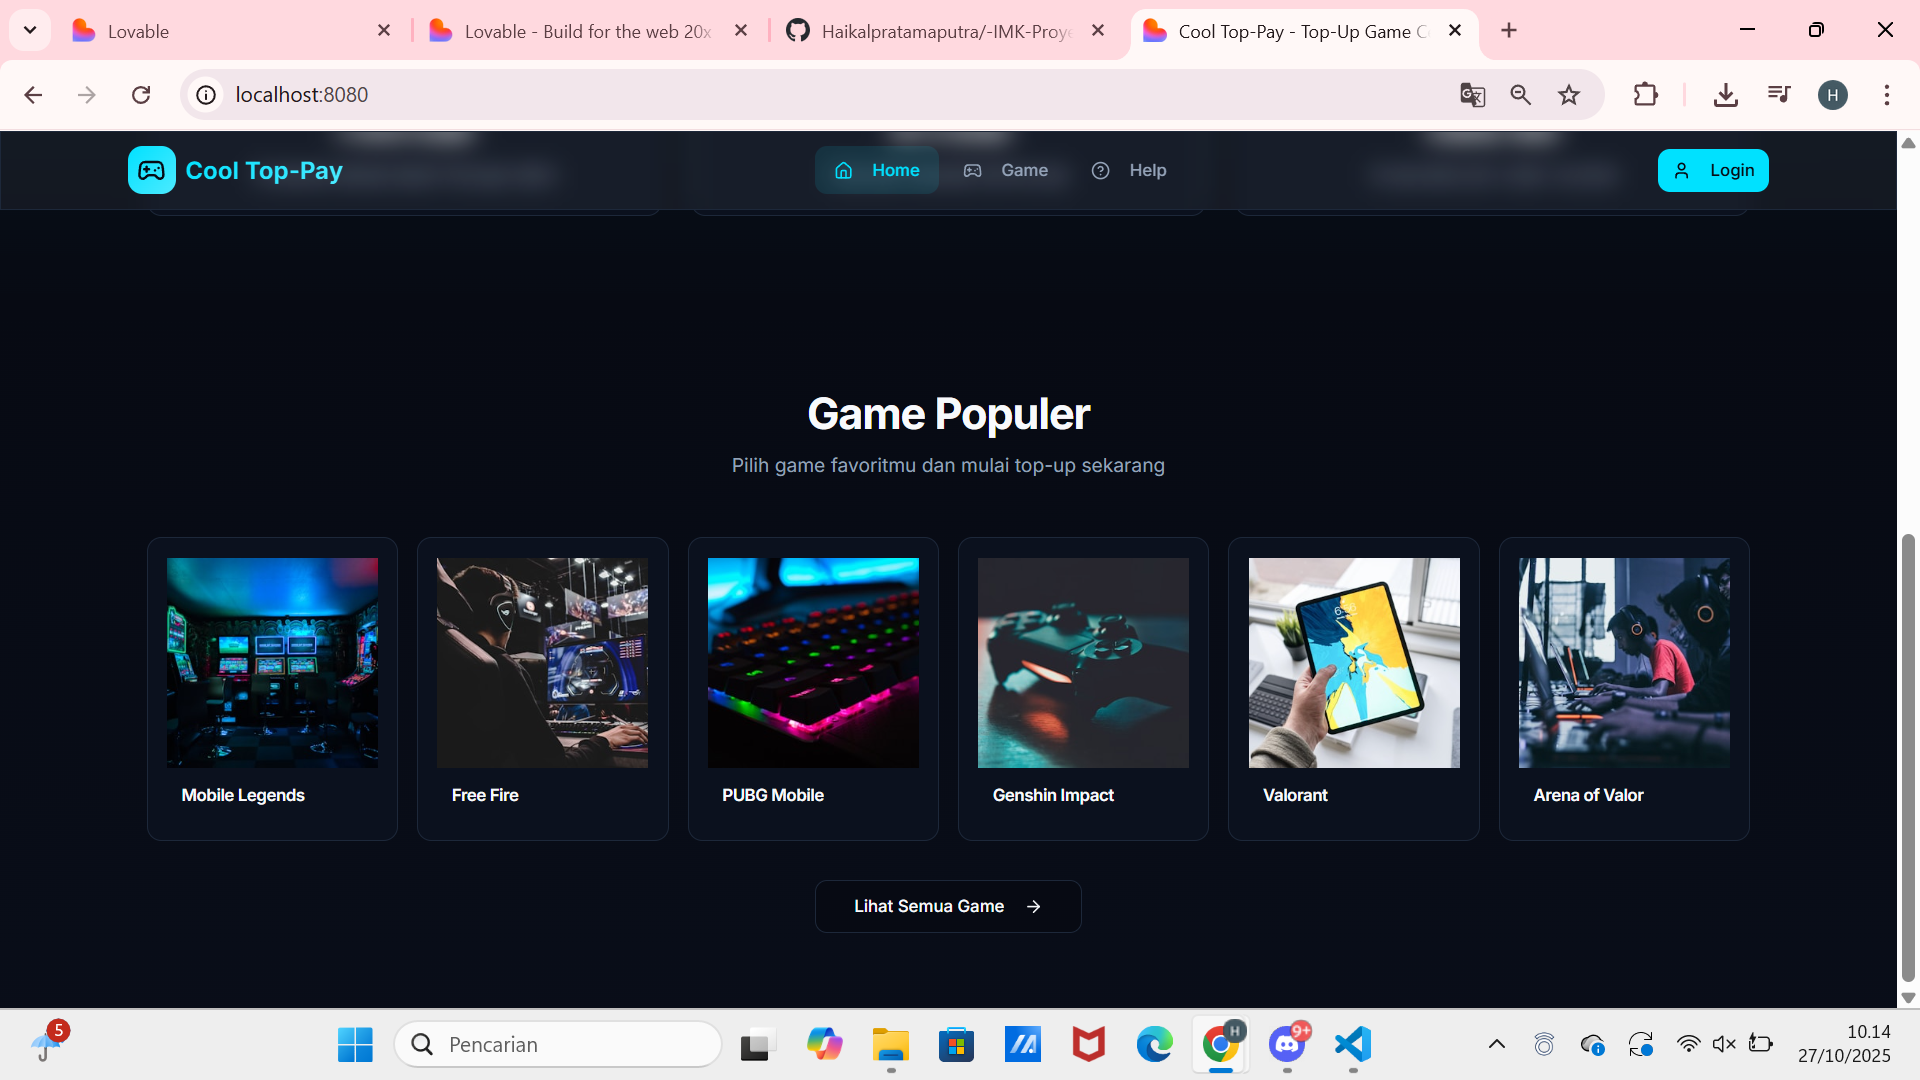 Lovable
Lovable - Build for the web 20x
Haikalpratamaputra/-IMK-Proye
Cool Top-Pay - Top-Up Game C
localhost:8080
H
Cool Top-Pay
Home
Game
Help
Login
Game Populer
Pilih game favoritmu dan mulai top-up sekarang
Mobile Legends
Free Fire
PUBG Mobile
Genshin Impact
Valorant
Arena of Valor
Lihat Semua Game
5
Pencarian
H
9+
10.14
27/10/2025